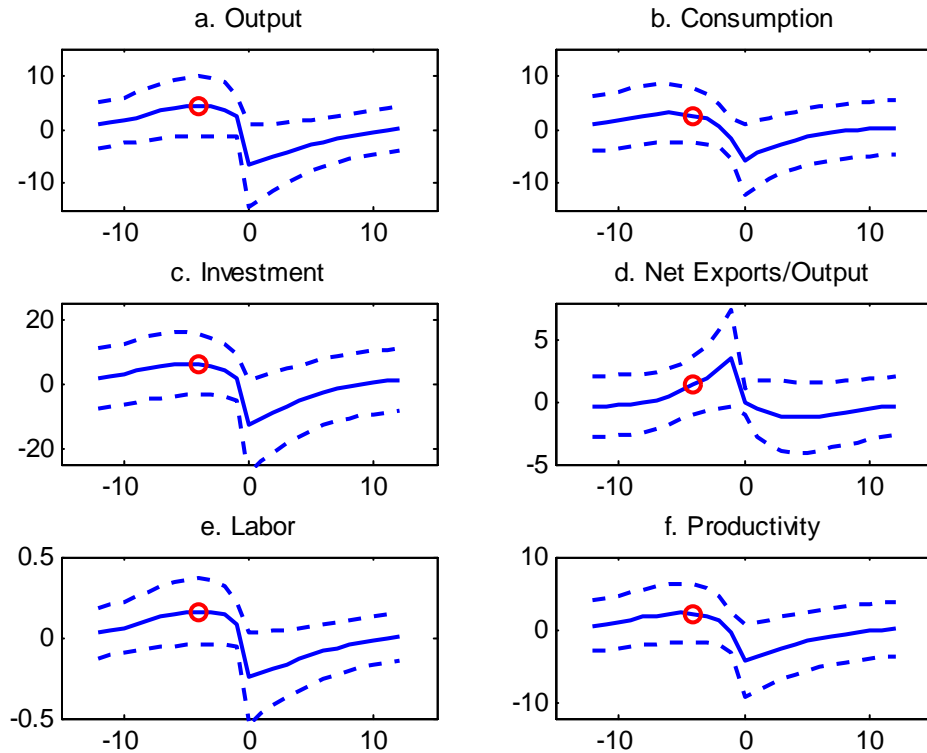 a. Output
10
0
-10
-10 0 10
b. Consumption
10
0
-10
-10 0 10
c. Investment
20
0
-20
-10 0 10
d. Net Exports/Output
5
0
-5
-10 0 10
e. Labor
0.5
0
-0.5
-10 0 10
f. Productivity
10
0
-10
-10 0 10